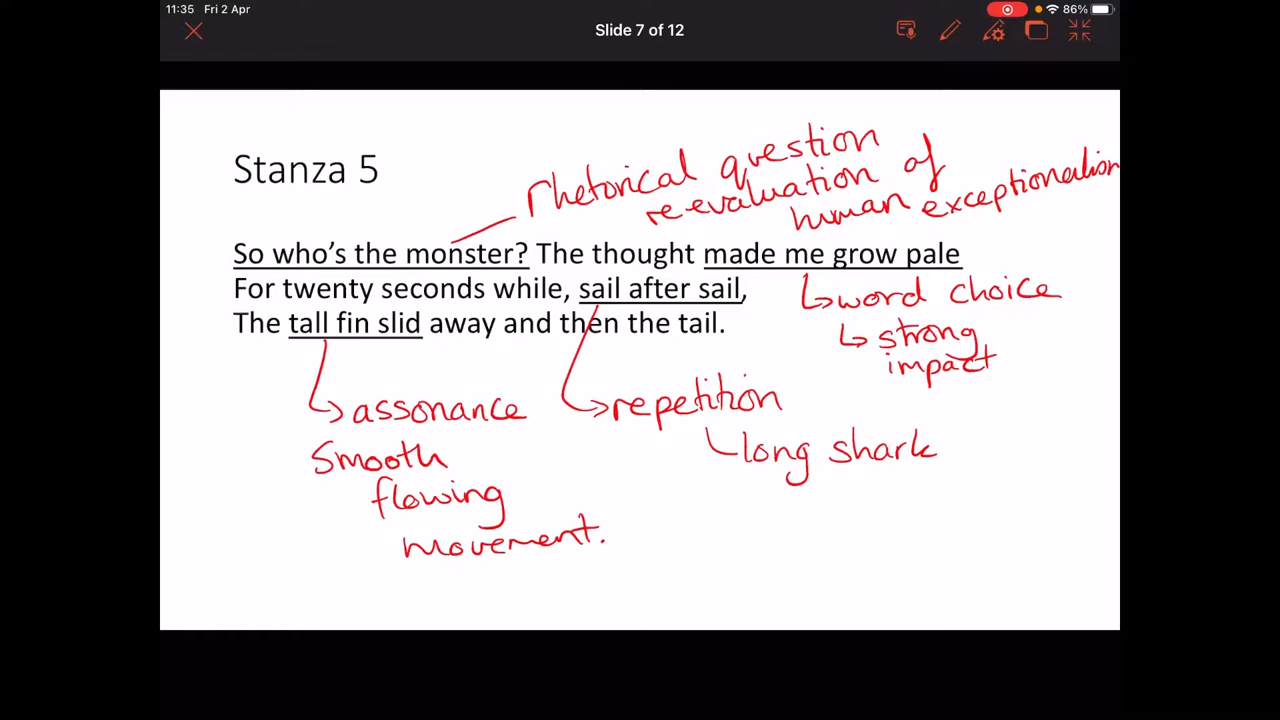 11:35 Fri 2 Apr
86%
Slide 7 of 12
Stanza 5
rhetorical question
re-evaluation of
human exceptionalism
So who's the monster? The thought made me grow pale
For twenty seconds while, sail after sail,
The tall fin slid away and then the tail.
word choice
strong
impact
assonance
smooth
flowing
movement.
repetition
long shark